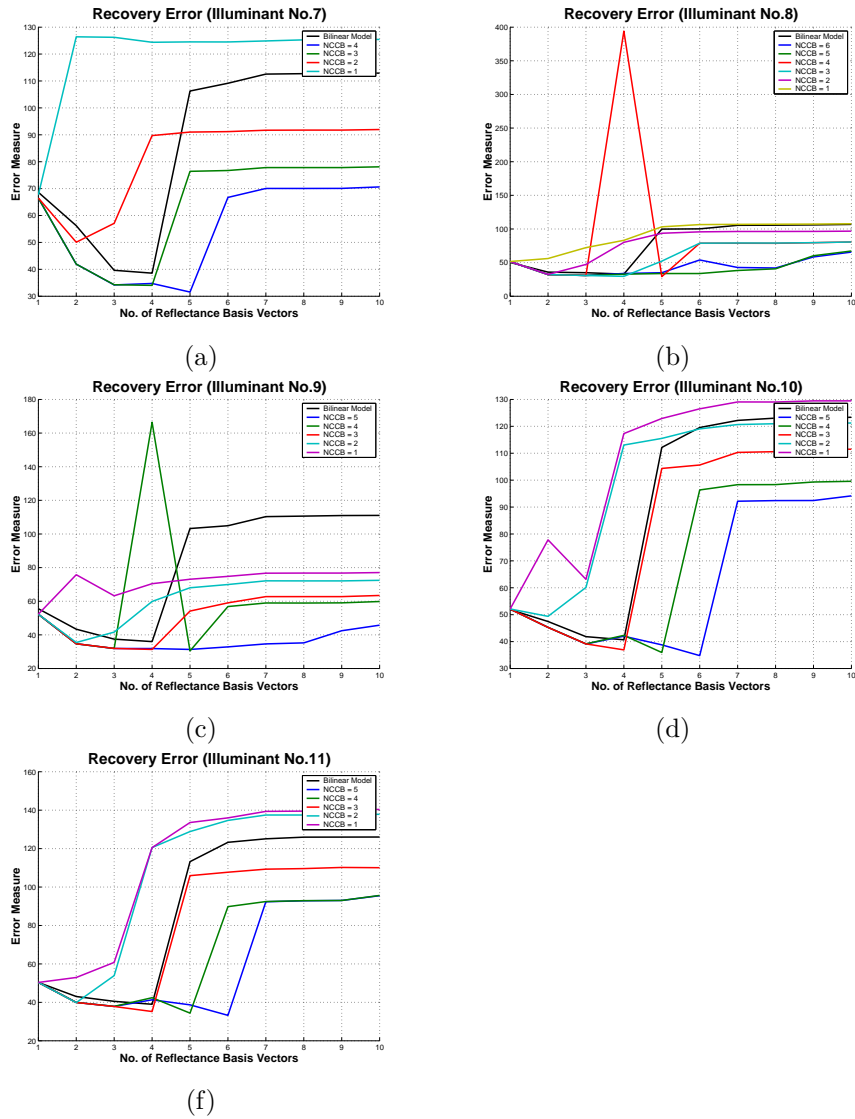 Recovery Error (Illuminant No.7)
130
120
110
100
90
80
70
60
50
40
30
Error Measure
Bilinear Model
NCCB = 4
NCCB = 3
NCCB = 2
NCCB = 1
1 2 3 4 5 6 7 8 9 10
No. of Reflectance Basis Vectors
(a)
Recovery Error (Illuminant No.8)
400
350
300
250
200
150
100
50
0
Error Measure
Bilinear Model
NCCB = 6
NCCB = 5
NCCB = 4
NCCB = 3
NCCB = 2
NCCB = 1
1 2 3 4 5 6 7 8 9 10
No. of Reflectance Basis Vectors
(b)
Recovery Error (Illuminant No.9)
180
160
140
120
100
80
60
40
20
Error Measure
Bilinear Model
NCCB = 5
NCCB = 4
NCCB = 3
NCCB = 2
NCCB = 1
1 2 3 4 5 6 7 8 9 10
No. of Reflectance Basis Vectors
(c)
Recovery Error (Illuminant No.10)
130
120
110
100
90
80
70
60
50
40
30
Error Measure
Bilinear Model
NCCB = 5
NCCB = 4
NCCB = 3
NCCB = 2
NCCB = 1
1 2 3 4 5 6 7 8 9 10
No. of Reflectance Basis Vectors
(d)
Recovery Error (Illuminant No.11)
160
140
120
100
80
60
40
20
Error Measure
Bilinear Model
NCCB = 5
NCCB = 4
NCCB = 3
NCCB = 2
NCCB = 1
1 2 3 4 5 6 7 8 9 10
No. of Reflectance Basis Vectors
(f)